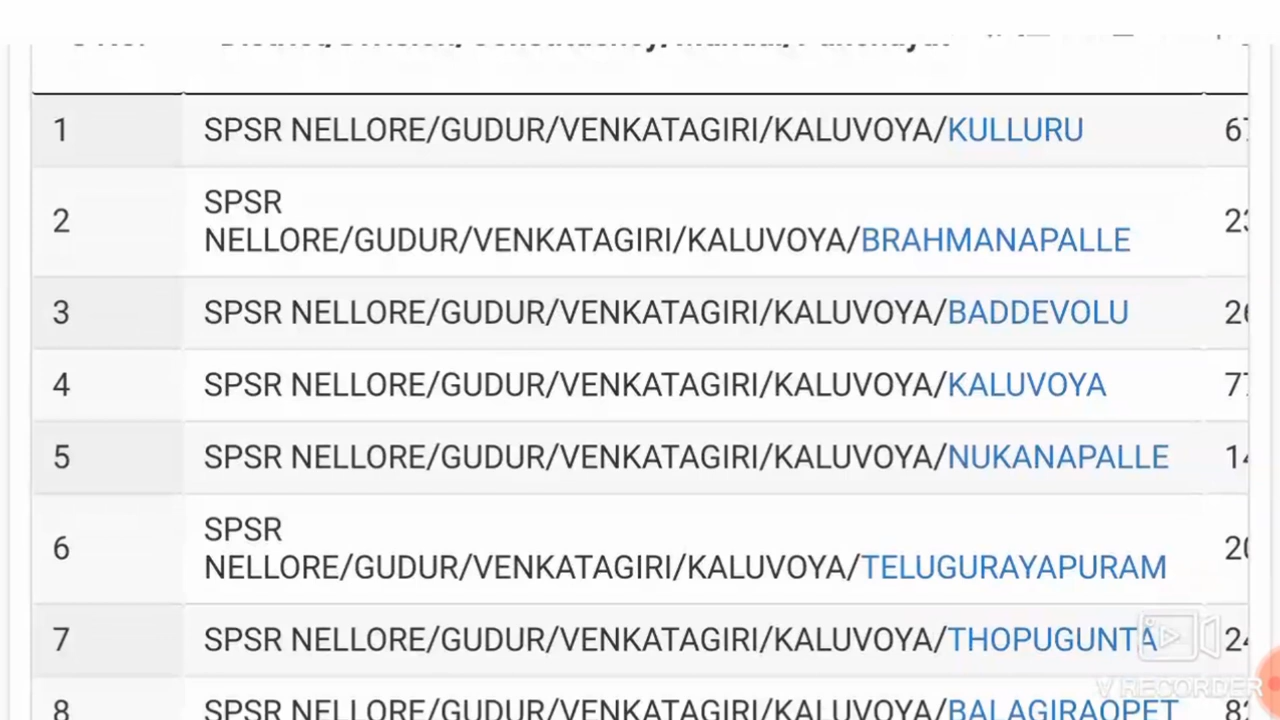 1 SPSR NELLORE/GUDUR/VENKATAGIRI/KALUVOYA/KULLURU
SPSR
2 NELLORE/GUDUR/VENKATAGIRI/KALUVOYA/BRAHMANAPALLE
3 SPSR NELLORE/GUDUR/VENKATAGIRI/KALUVOYA/BADDEVOLU
4 SPSR NELLORE/GUDUR/VENKATAGIRI/KALUVOYA/KALUVOYA
5 SPSR NELLORE/GUDUR/VENKATAGIRI/KALUVOYA/NUKANAPALLE
SPSR
6 NELLORE/GUDUR/VENKATAGIRI/KALUVOYA/TELUGURAYAPURAM
7 SPSR NELLORE/GUDUR/VENKATAGIRI/KALUVOYA/THOPUGUNTA
8 SPSR NELLORE/GUDUR/VENKATAGIRI/KALUVOYA/BALAGIRAOPET
V RECORDER